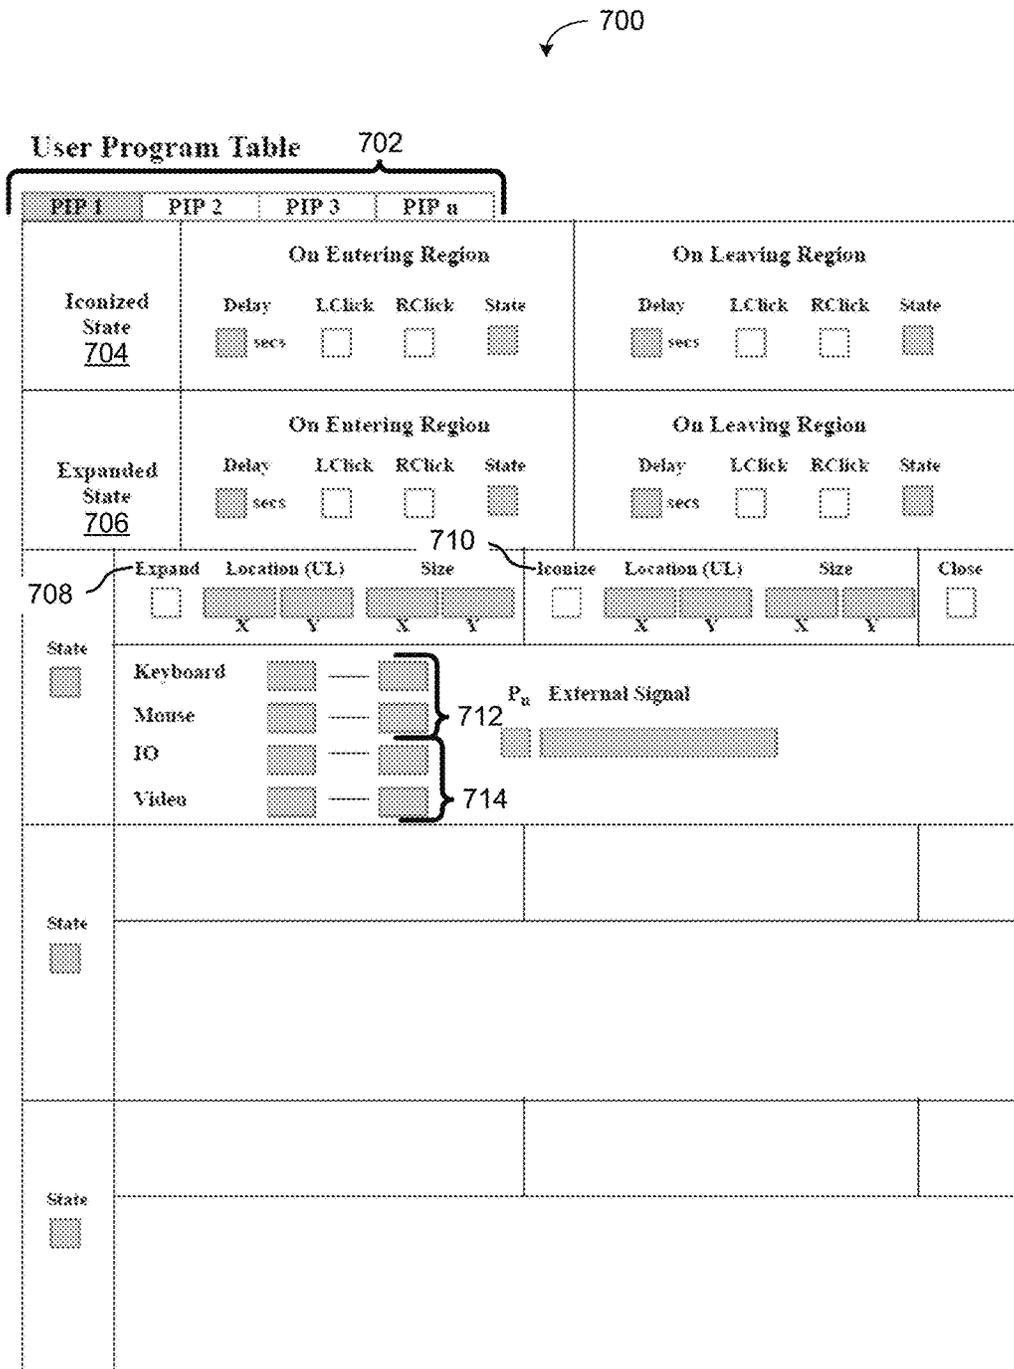 700
User Program Table 702
PIP 1 PIP 2 PIP 3 PIP n
On Entering Region On Leaving Region
Iconized State 704
Delay LClick RClick State Delay LClick RClick State
secs secs
On Entering Region On Leaving Region
Expanded State 706
Delay LClick RClick State Delay LClick RClick State
secs secs
708 710
Expand Location (UL) Size Iconize Location (UL) Size Close
X Y X Y X Y X Y
State
Keyboard
Mouse 712
Pn External Signal
IO
Video 714
State
State